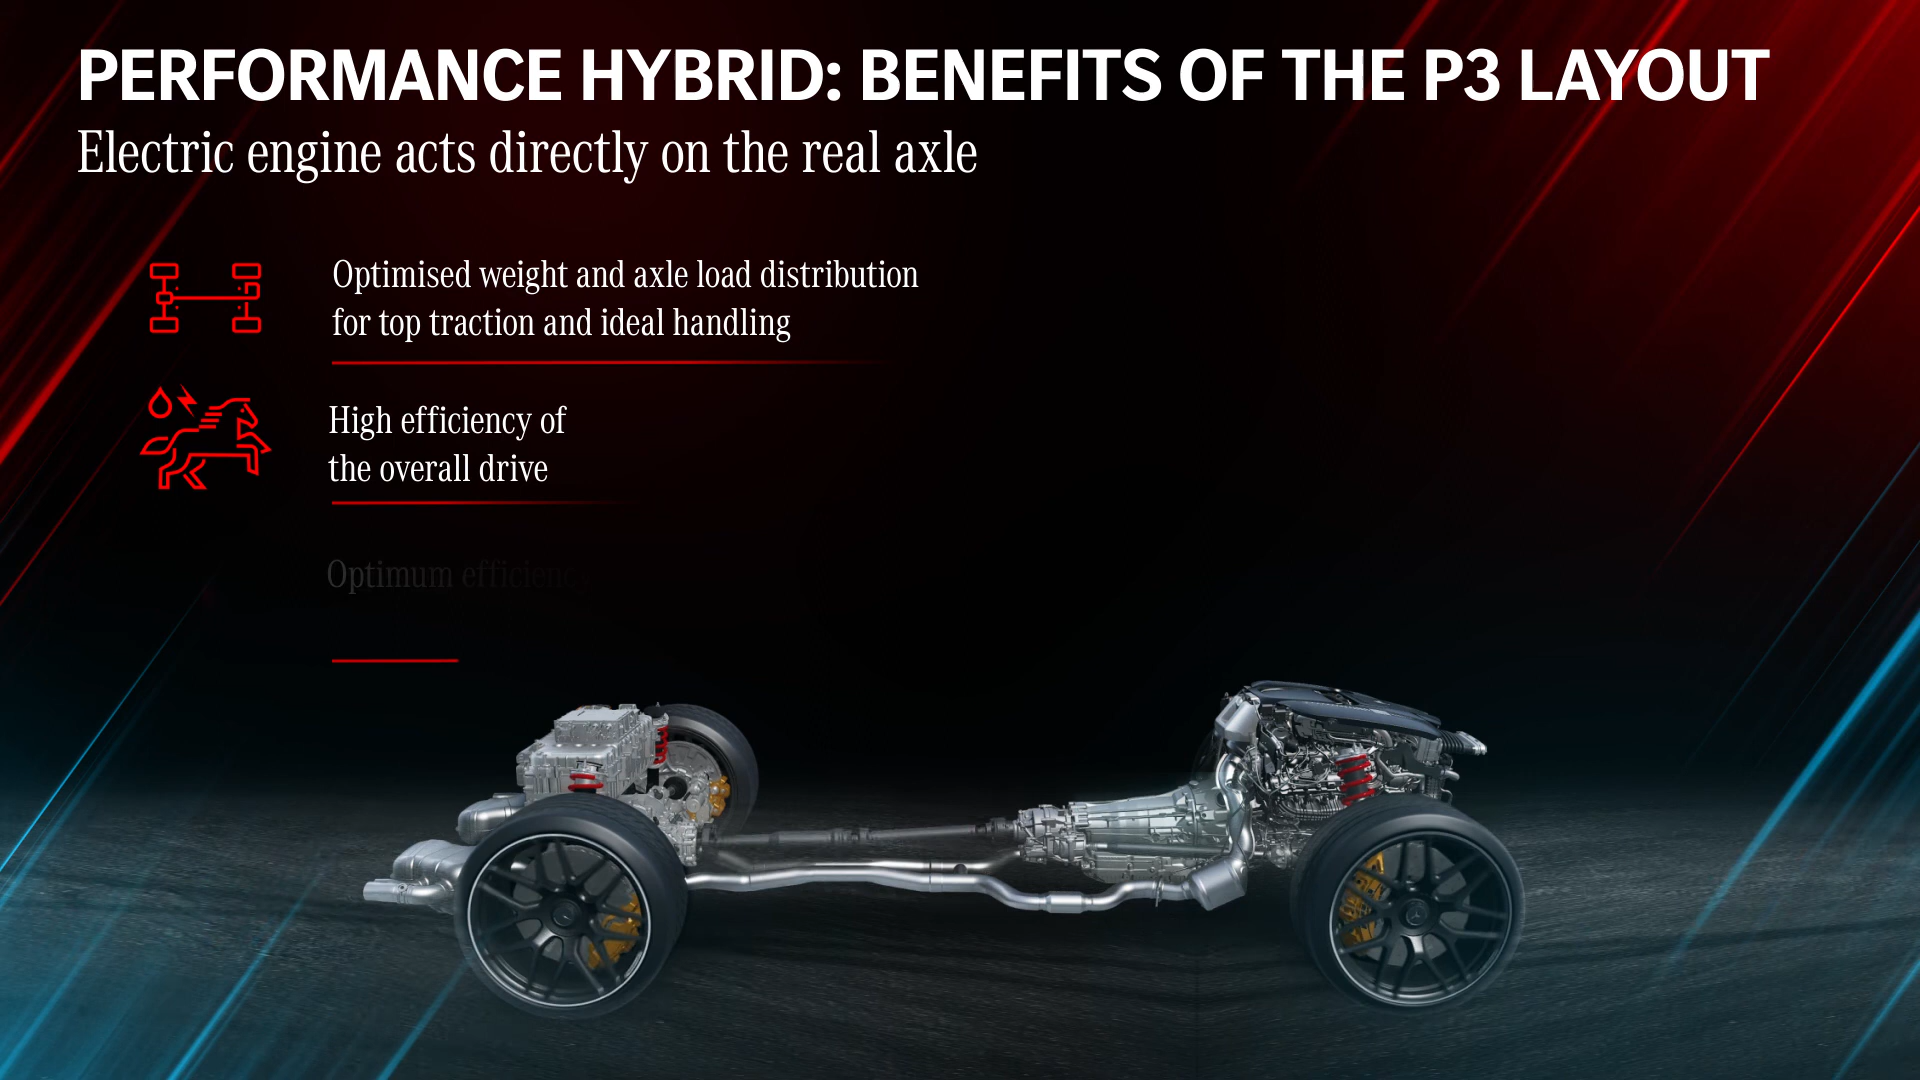 PERFORMANCE HYBRID: BENEFITS OF THE P3 LAYOUT
Electric engine acts directly on the real axle
Optimised weight and axle load distribution
for top traction and ideal handling
High efficiency of
the overall drive
Optimum efficiency